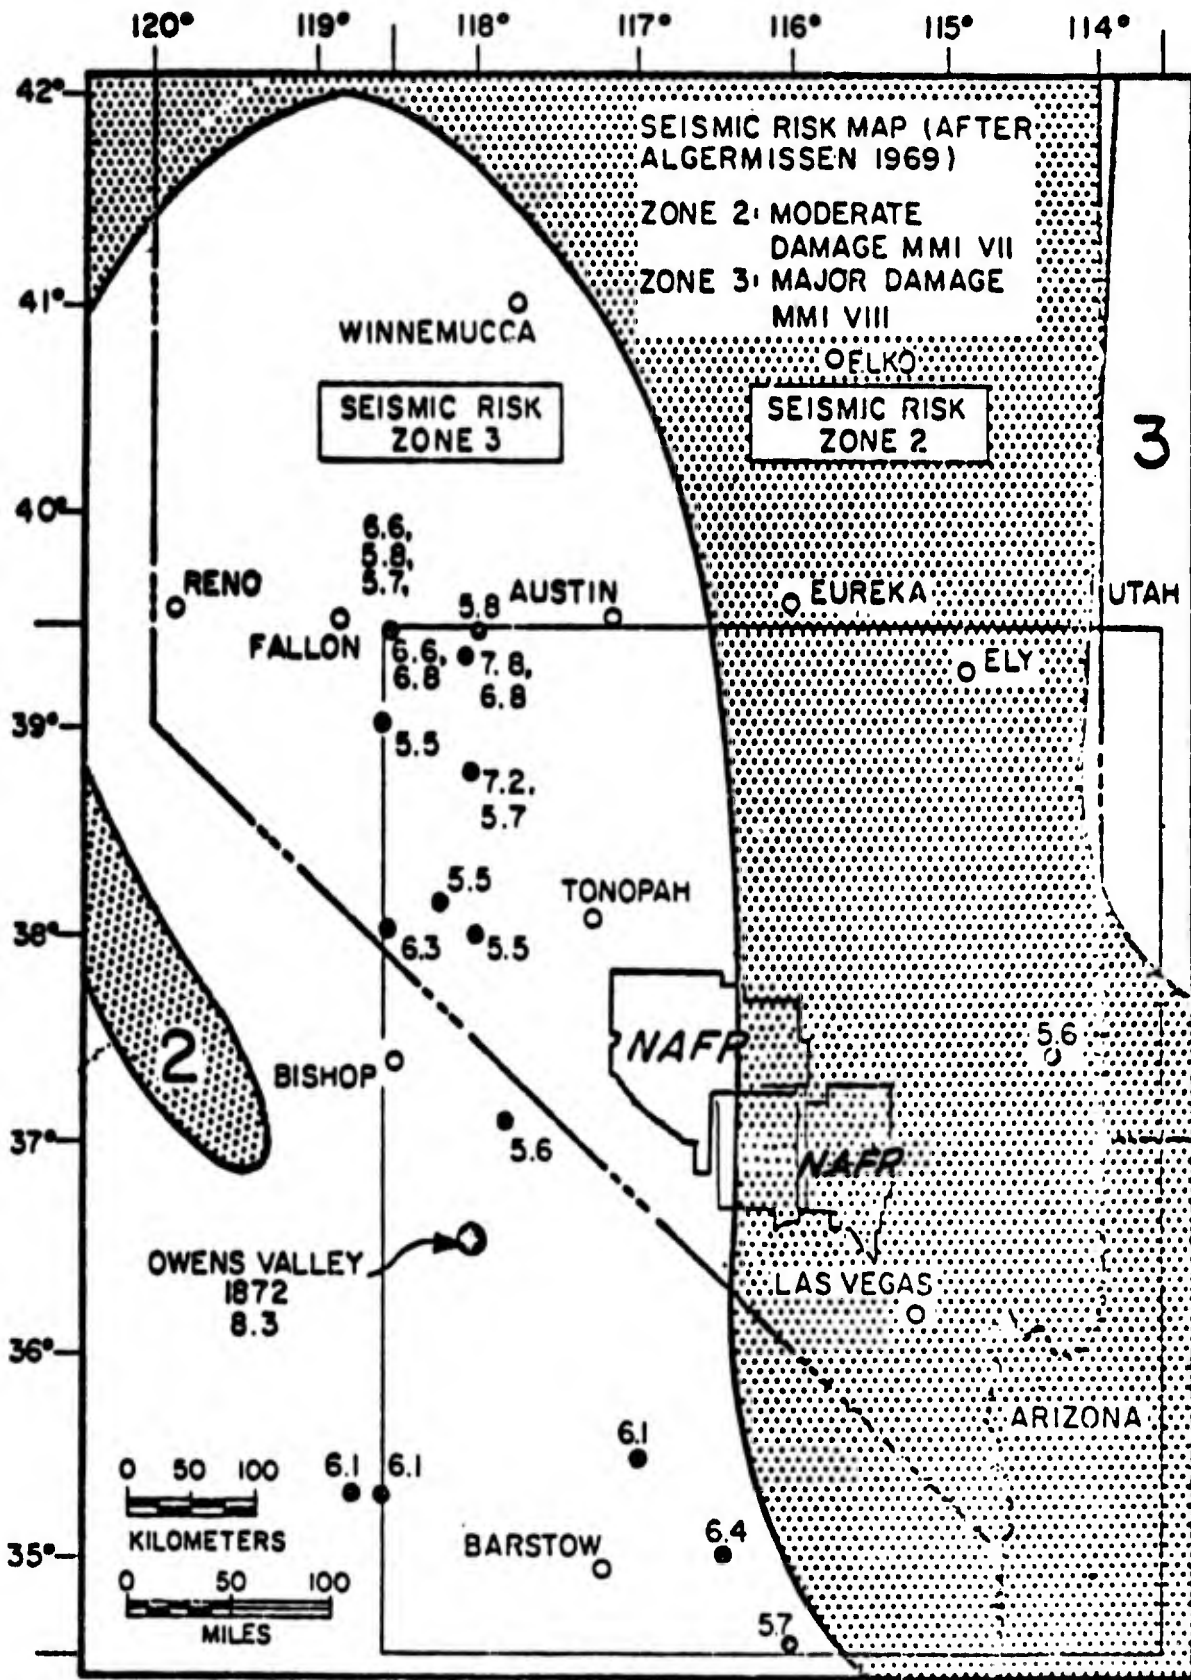 120° 119° 118° 117° 116° 115° 114°
42°
SEISMIC RISK MAP (AFTER
ALGERMISSEN 1969)
ZONE 2: MODERATE
DAMAGE MMI VII
ZONE 3: MAJOR DAMAGE
MMI VIII
41°
WINNEMUCCA
ELKO
SEISMIC RISK
ZONE 3
SEISMIC RISK
ZONE 2
3
40°
6.6,
5.8,
5.7,
RENO
FALLON
5.8
AUSTIN
EUREKA
UTAH
6.6,
6.8
7.8,
6.8
ELY
39°
5.5
7.2,
5.7
5.5
TONOPAH
38°
6.3
5.5
2
NAFR
5.6
BISHOP
37°
5.6
NAFR
OWENS VALLEY
1872
8.3
LAS VEGAS
36°
ARIZONA
6.1
6.1
6.1
0 50 100
KILOMETERS
35°
BARSTOW
6.4
0 50 100
MILES
5.7